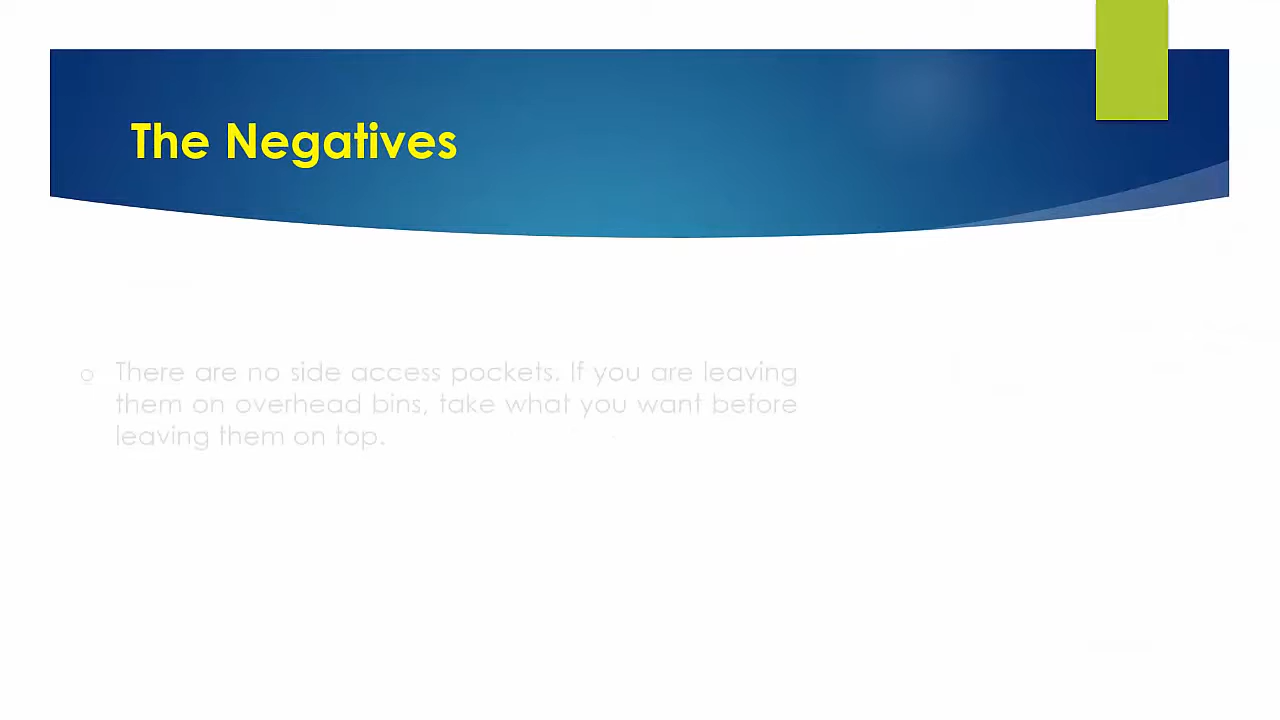 The Negatives
There are no side access pockets. If you are leaving
them on overhead bins, take what you want before
leaving them on top.